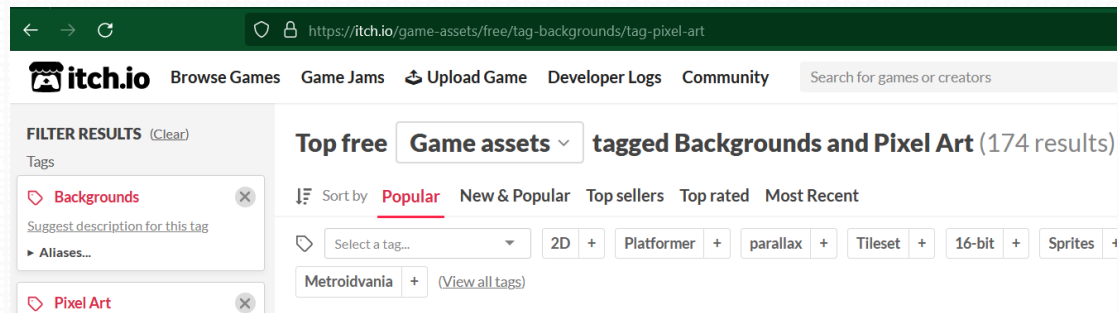 https://itch.io/game-assets/free/tag-backgrounds/tag-pixel-art
itch.io Browse Games Game Jams Upload Game Developer Logs Community Search for games or creators
FILTER RESULTS (Clear)
Tags
Backgrounds
Suggest description for this tag
▸ Aliases...
Pixel Art
Top free Game assets tagged Backgrounds and Pixel Art (174 results)
Sort by Popular New & Popular Top sellers Top rated Most Recent
Select a tag... 2D + Platformer + parallax + Tileset + 16-bit + Sprites +
Metroidvania + (View all tags)